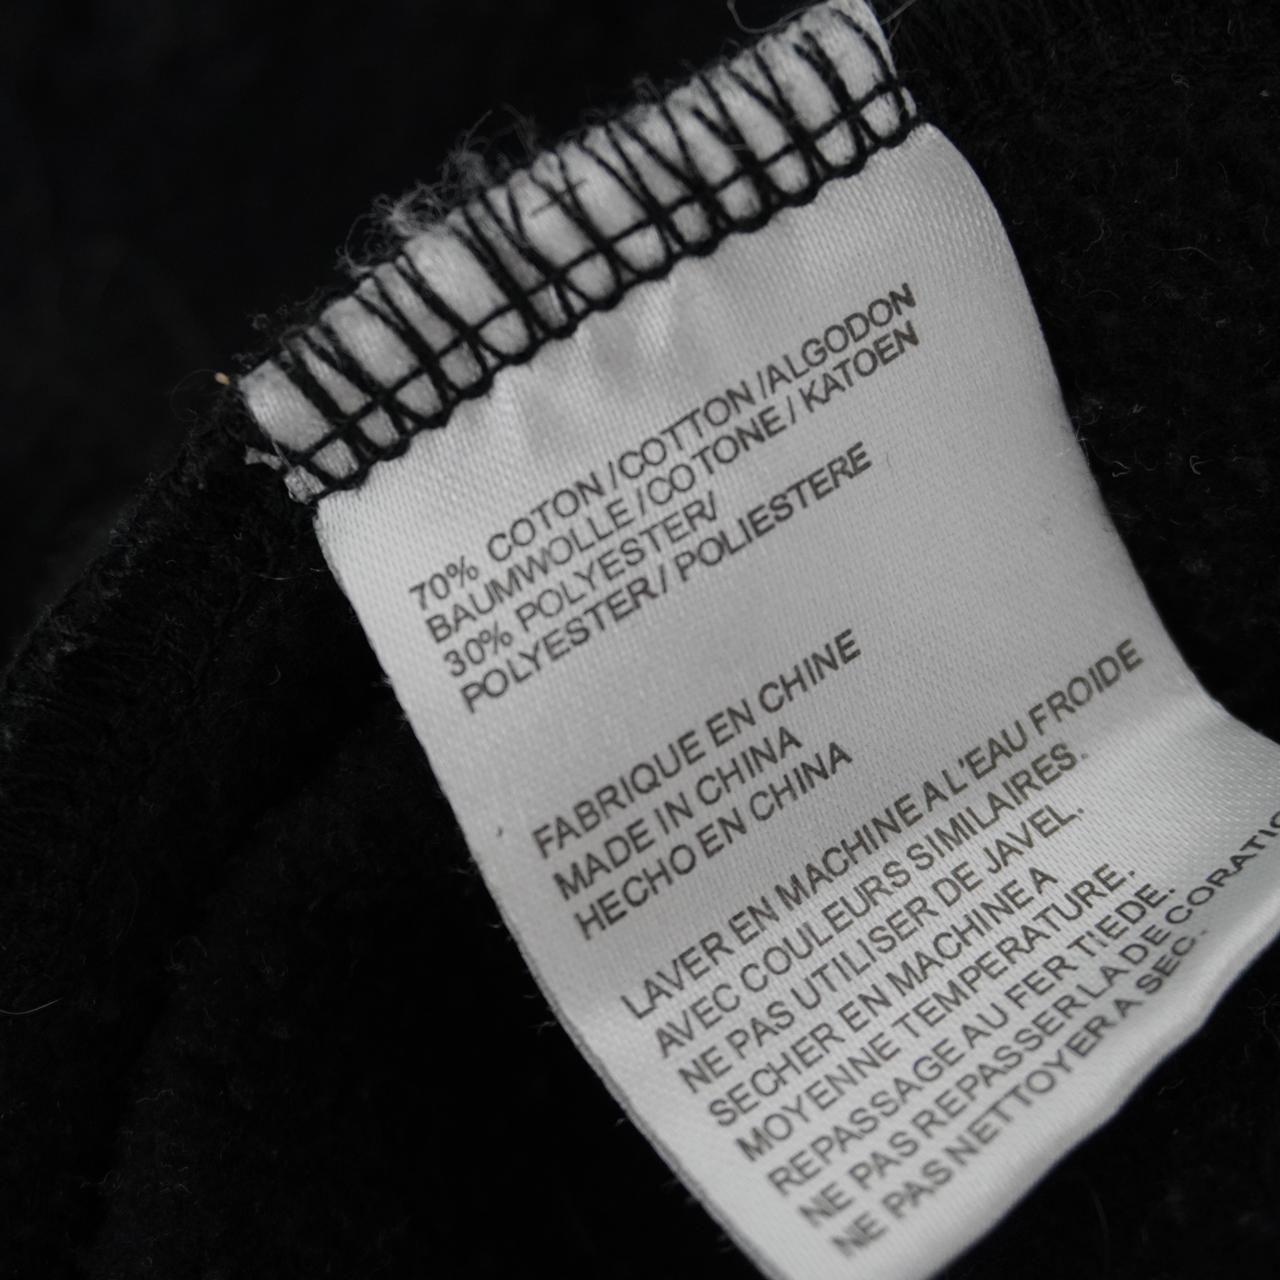 70% COTON /COTTON /ALGODON
BAUMWOLLE /COTONE / KATOEN
30% POLYESTER/
POLYESTER/ POLIESTERE
FABRIQUE EN CHINE
MADE IN CHINA
HECHO EN CHINA
LAVER EN MACHINE A L'EAU FROIDE
AVEC COULEURS SIMILAIRES.
NE PAS UTILISER DE JAVEL.
SECHER EN MACHINE A
MOYENNE TEMPERATURE.
REPASSAGE AU FER TIEDE.
NE PAS REPASSER LA DECORATIO
NE PAS NETTOYER A SEC.